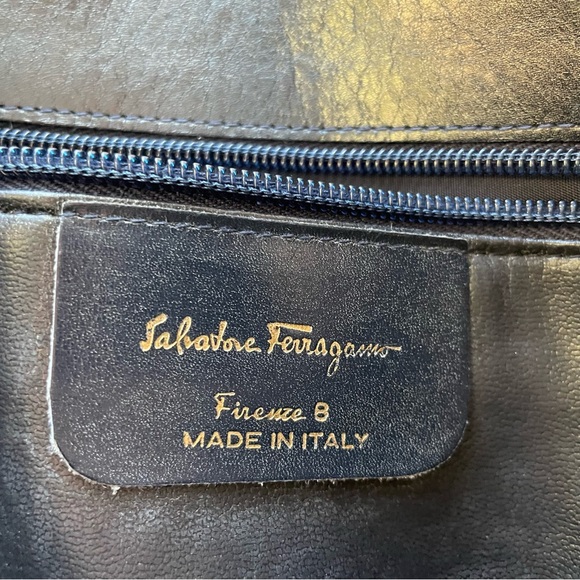 Salvatore Ferragamo
Firenze 8
MADE IN ITALY